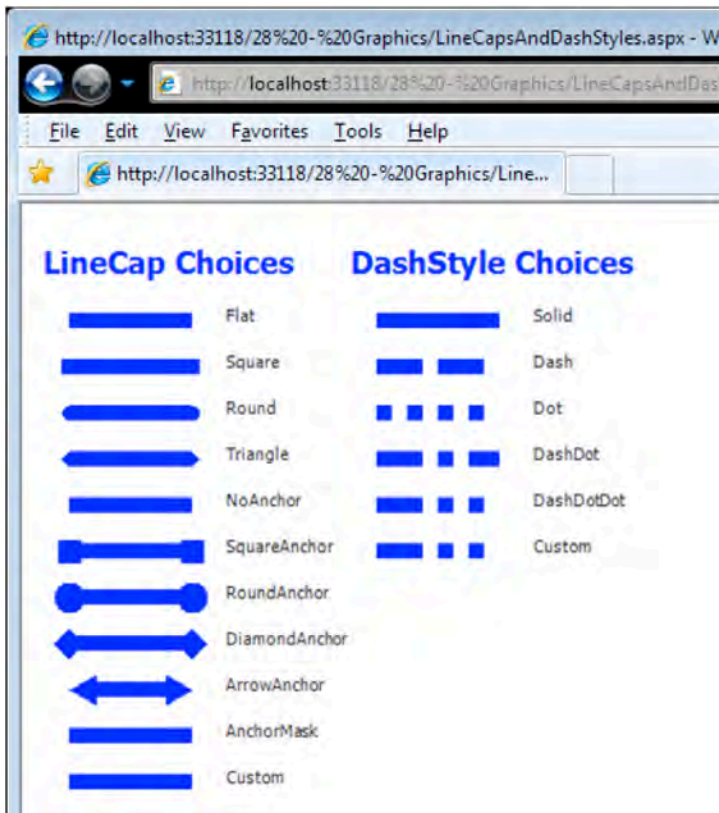 http://localhost:33118/28%20-%20Graphics/LineCapsAndDashStyles.aspx - W
http://localhost:33118/28%20-%20Graphics/LineCapsAndDas
File Edit View Favorites Tools Help
http://localhost:33118/28%20-%20Graphics/Line...
LineCap Choices DashStyle Choices
Flat Solid
Square Dash
Round Dot
Triangle DashDot
NoAnchor DashDotDot
SquareAnchor Custom
RoundAnchor
DiamondAnchor
ArrowAnchor
AnchorMask
Custom